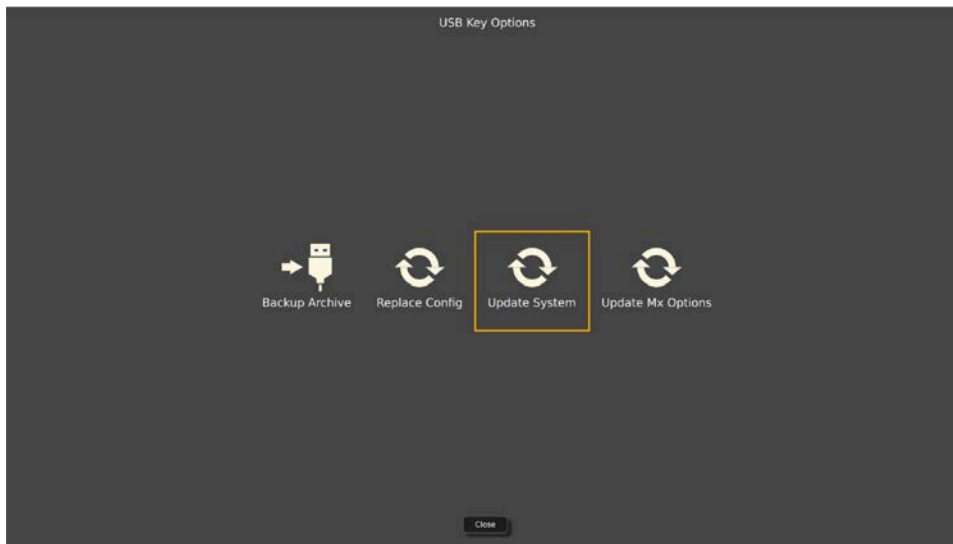 USB Key Options
Backup Archive Replace Config Update System Update Mx Options
Close